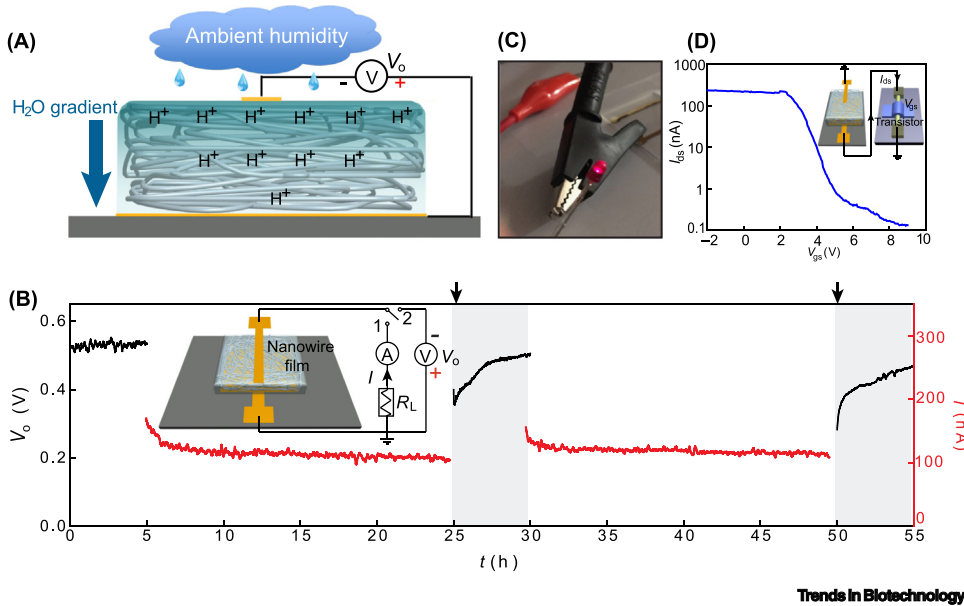 (A)
Ambient humidity
Vo
- V +
H2O gradient
H+ H+ H+ H+ H+ H+
H+ H+ H+ H+
H+
(C)
(D)
1000
100
10
1
0.1
Ids (nA)
Ids
Vgs
Transistor
−2 0 2 4 6 8 10
Vgs (V)
(B)
0.6
0.4
0.2
0.0
Vo (V)
Nanowire
film
1 2
A
I
RL
-
V Vo
+
300
200
100
0
I (nA)
0 5 10 15 20 25 30 35 40 45 50 55
t (h)
Trends in Biotechnology